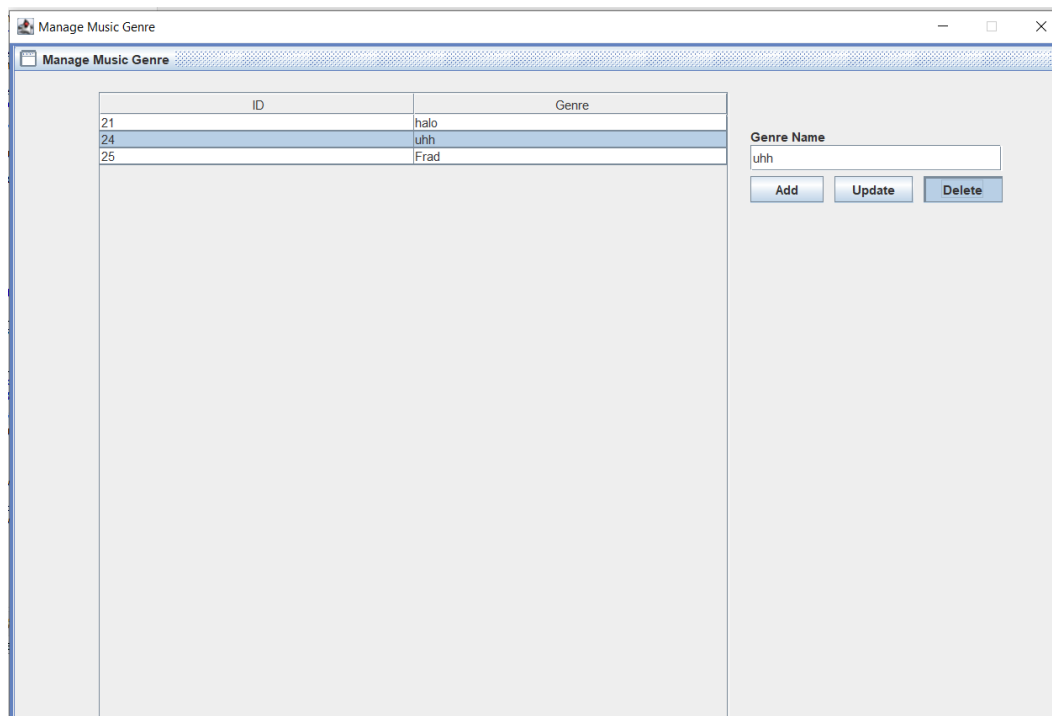 Manage Music Genre
Manage Music Genre
ID Genre
21 halo
24 uhh
25 Frad
Genre Name
uhh
Add Update Delete